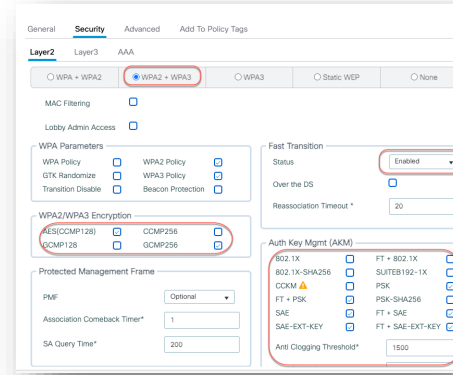 General Security Advanced Add To Policy Tags
Layer2 Layer3 AAA
WPA + WPA2 WPA2 + WPA3 WPA3 Static WEP None
MAC Filtering
Lobby Admin Access
WPA Parameters
WPA Policy WPA2 Policy
GTK Randomize WPA3 Policy
Transition Disable Beacon Protection
WPA2/WPA3 Encryption
AES(CCMP128) CCMP256
GCMP128 GCMP256
Protected Management Frame
PMF Optional
Association Comeback Timer* 1
SA Query Time* 200
Fast Transition
Status Enabled
Over the DS
Reassociation Timeout * 20
Auth Key Mgmt (AKM)
802.1X FT + 802.1X
802.1X-SHA256 SUITEB192-1X
CCKM PSK
FT + PSK PSK-SHA256
SAE FT + SAE
SAE-EXT-KEY FT + SAE-EXT-KEY
Anti Clogging Threshold* 1500